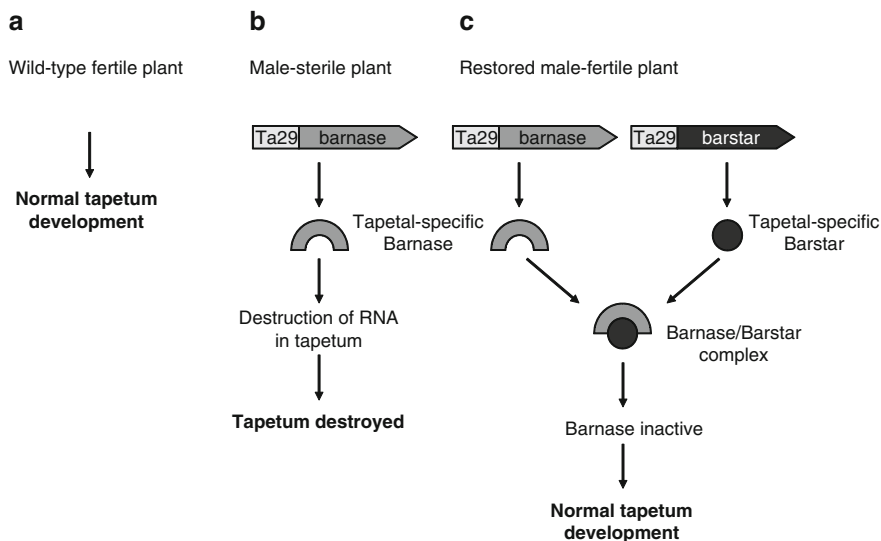 a
Wild-type fertile plant
Normal tapetum
development
b
Male-sterile plant
Ta29 barnase
Tapetal-specific
Barnase
Destruction of RNA
in tapetum
Tapetum destroyed
c
Restored male-fertile plant
Ta29 barnase
Ta29 barstar
Tapetal-specific
Barstar
Barnase/Barstar
complex
Barnase inactive
Normal tapetum
development